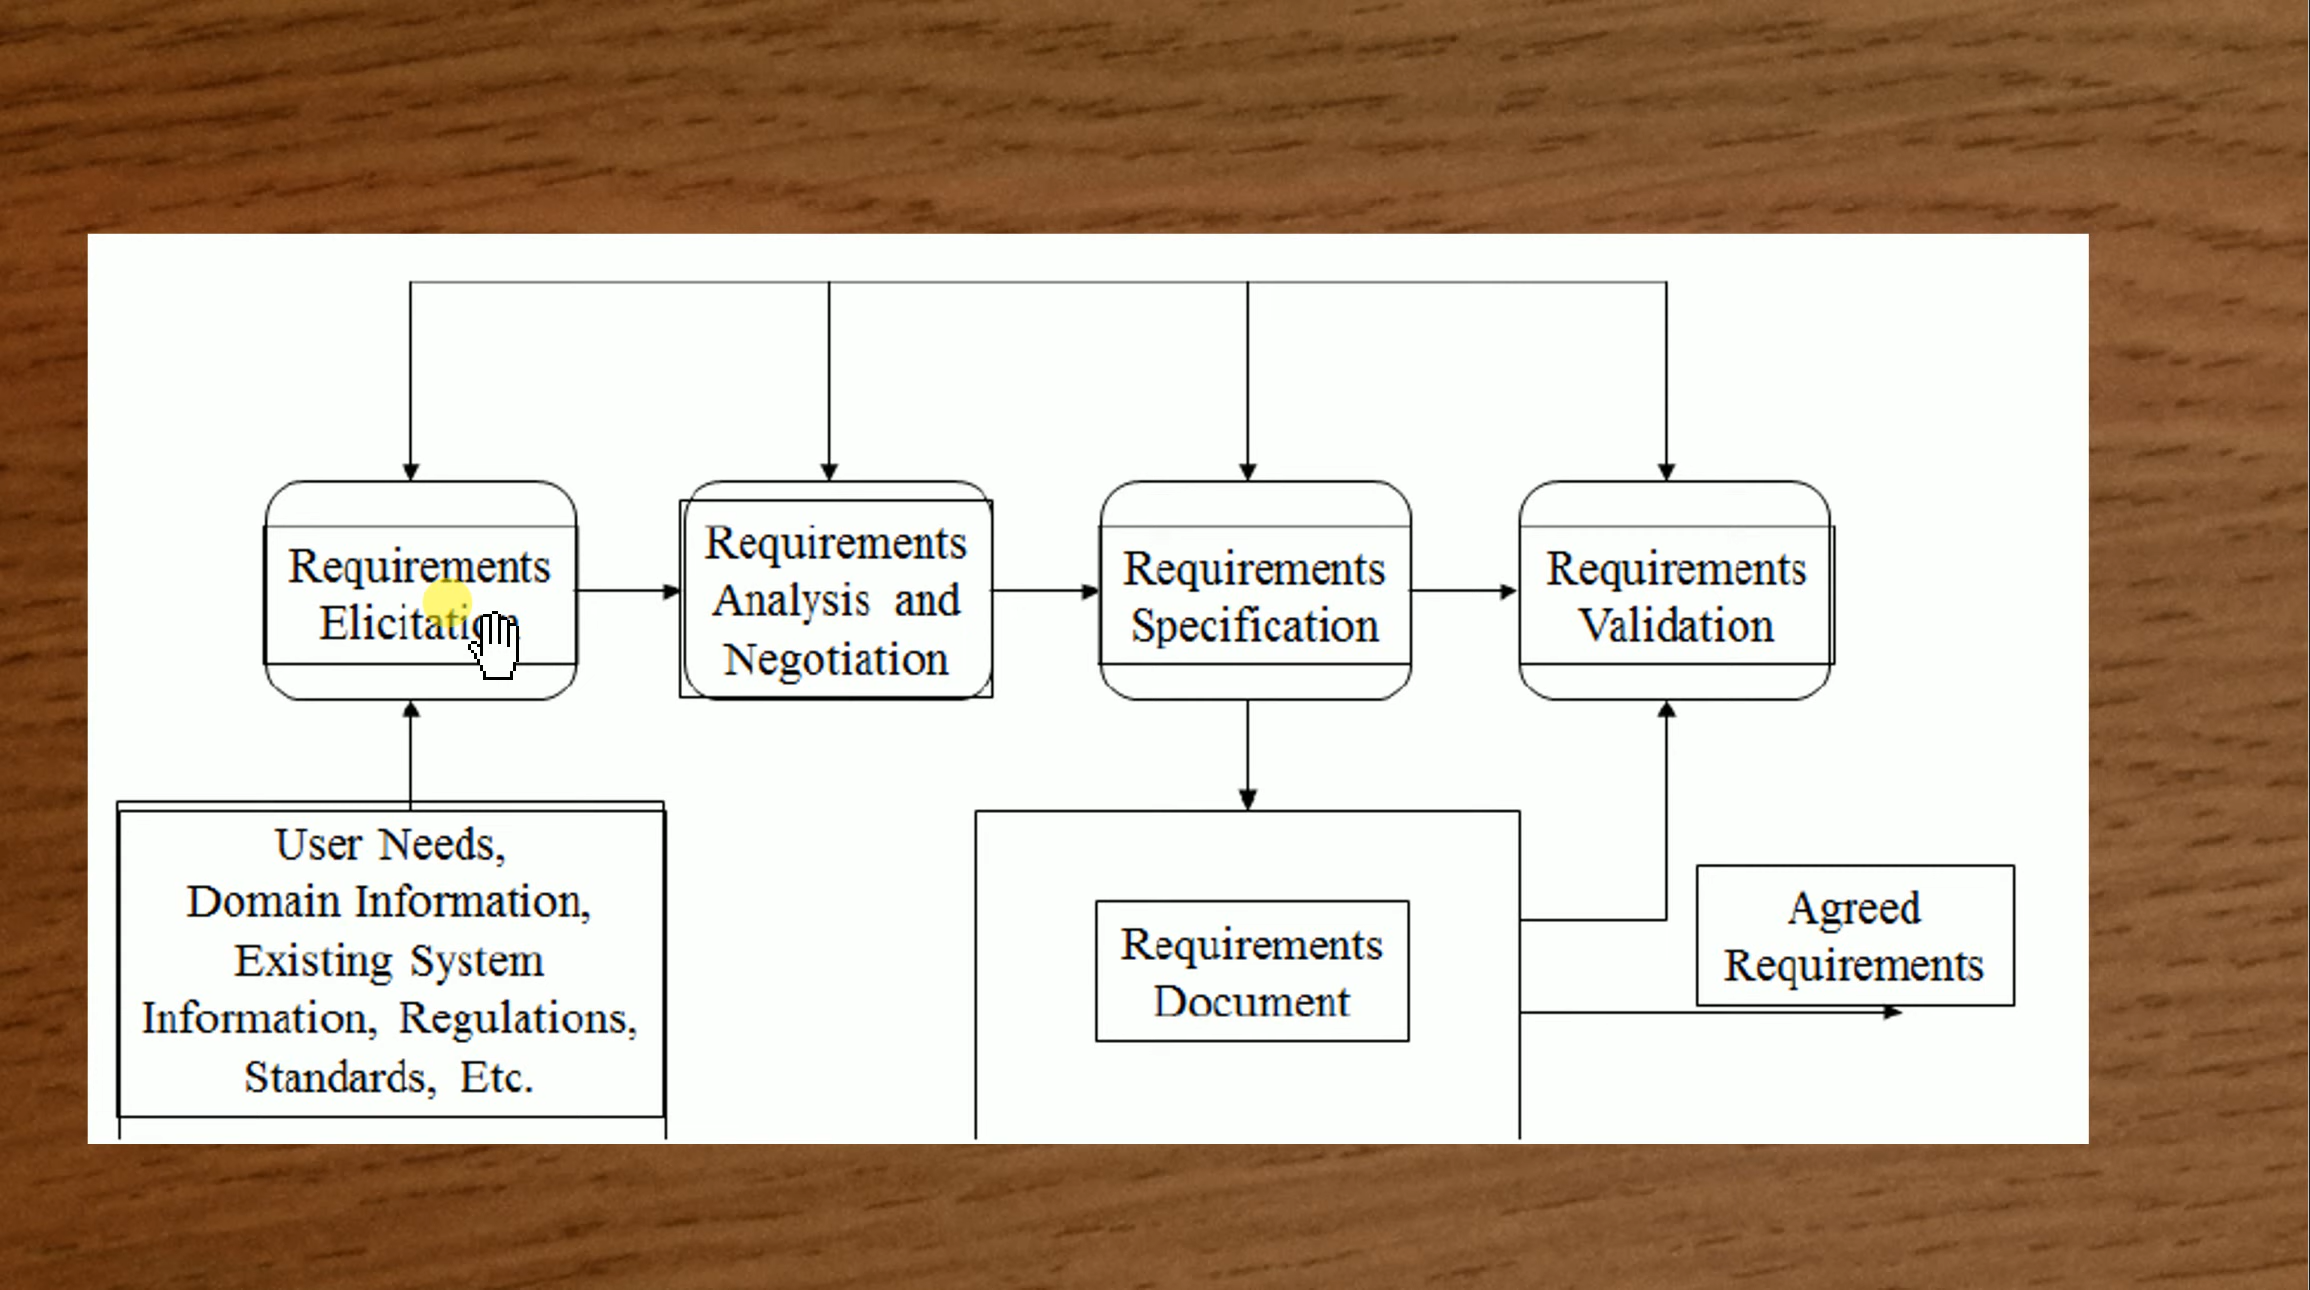 Requirements
Elicitation
Requirements
Analysis and
Negotiation
Requirements
Specification
Requirements
Validation
User Needs,
Domain Information,
Existing System
Information, Regulations,
Standards, Etc.
Requirements
Document
Agreed
Requirements